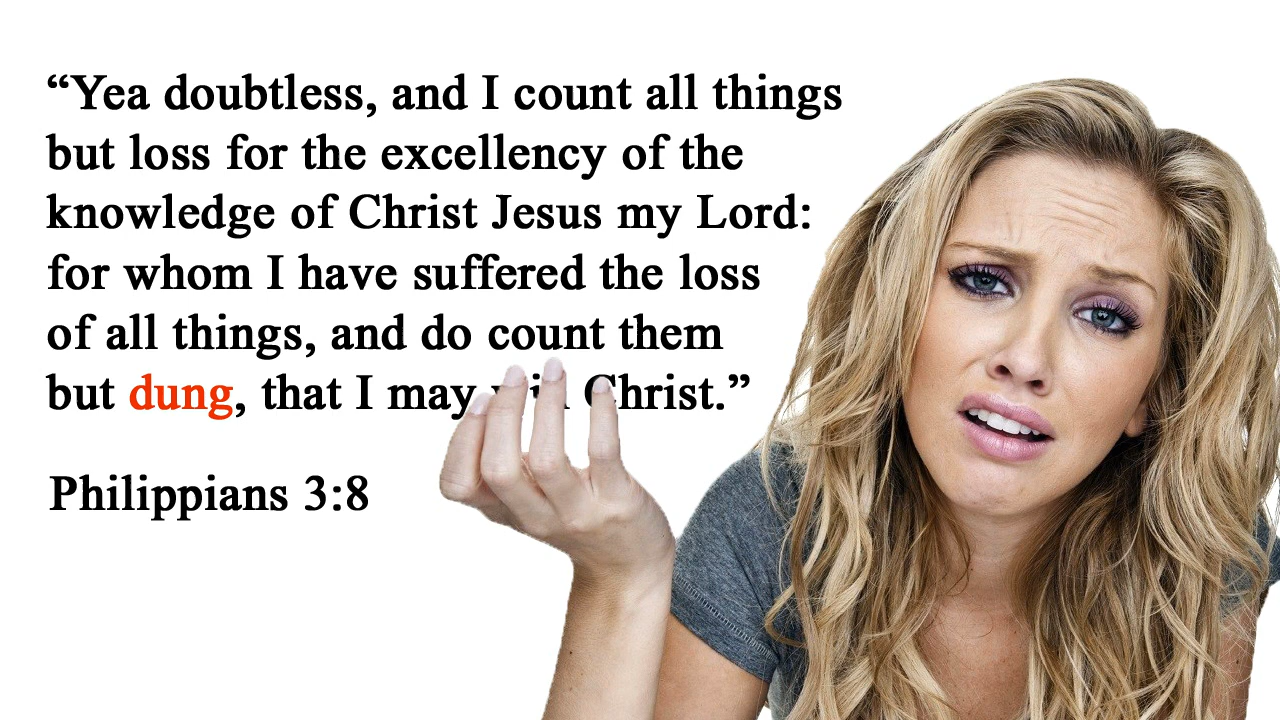 “Yea doubtless, and I count all things
but loss for the excellency of the
knowledge of Christ Jesus my Lord:
for whom I have suffered the loss
of all things, and do count them
but dung, that I may win Christ.”
Philippians 3:8